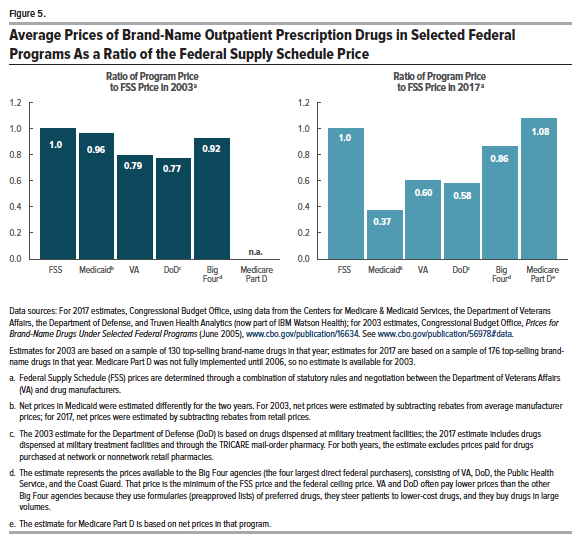 Figure 5.
Average Prices of Brand-Name Outpatient Prescription Drugs in Selected Federal
Programs As a Ratio of the Federal Supply Schedule Price
Ratio of Program Price
to FSS Price in 2003a
1.2
1.0
0.8
0.6
0.4
0.2
0.0
1.0
0.96
0.79
0.77
0.92
n.a.
FSS
Medicaidb
VA
DoDc
Big
Fourd
Medicare
Part D
Ratio of Program Price
to FSS Price in 2017a
1.2
1.0
0.8
0.6
0.4
0.2
0.0
1.0
0.37
0.60
0.58
0.86
1.08
FSS
Medicaidb
VA
DoDc
Big
Fourd
Medicare
Part De
Data sources: For 2017 estimates, Congressional Budget Office, using data from the Centers for Medicare & Medicaid Services, the Department of Veterans
Affairs, the Department of Defense, and Truven Health Analytics (now part of IBM Watson Health); for 2003 estimates, Congressional Budget Office, Prices for
Brand-Name Drugs Under Selected Federal Programs (June 2005), www.cbo.gov/publication/16634. See www.cbo.gov/publication/56978#data.
Estimates for 2003 are based on a sample of 130 top-selling brand-name drugs in that year; estimates for 2017 are based on a sample of 176 top-selling brand-
name drugs in that year. Medicare Part D was not fully implemented until 2006, so no estimate is available for 2003.
a. Federal Supply Schedule (FSS) prices are determined through a combination of statutory rules and negotiation between the Department of Veterans Affairs
(VA) and drug manufacturers.
b. Net prices in Medicaid were estimated differently for the two years. For 2003, net prices were estimated by subtracting rebates from average manufacturer
prices; for 2017, net prices were estimated by subtracting rebates from retail prices.
c. The 2003 estimate for the Department of Defense (DoD) is based on drugs dispensed at military treatment facilities; the 2017 estimate includes drugs
dispensed at military treatment facilities and through the TRICARE mail-order pharmacy. For both years, the estimate excludes prices paid for drugs
purchased at network or nonnetwork retail pharmacies.
d. The estimate represents the prices available to the Big Four agencies (the four largest direct federal purchasers), consisting of VA, DoD, the Public Health
Service, and the Coast Guard. That price is the minimum of the FSS price and the federal ceiling price. VA and DoD often pay lower prices than the other
Big Four agencies because they use formularies (preapproved lists) of preferred drugs, they steer patients to lower-cost drugs, and they buy drugs in large
volumes.
e. The estimate for Medicare Part D is based on net prices in that program.